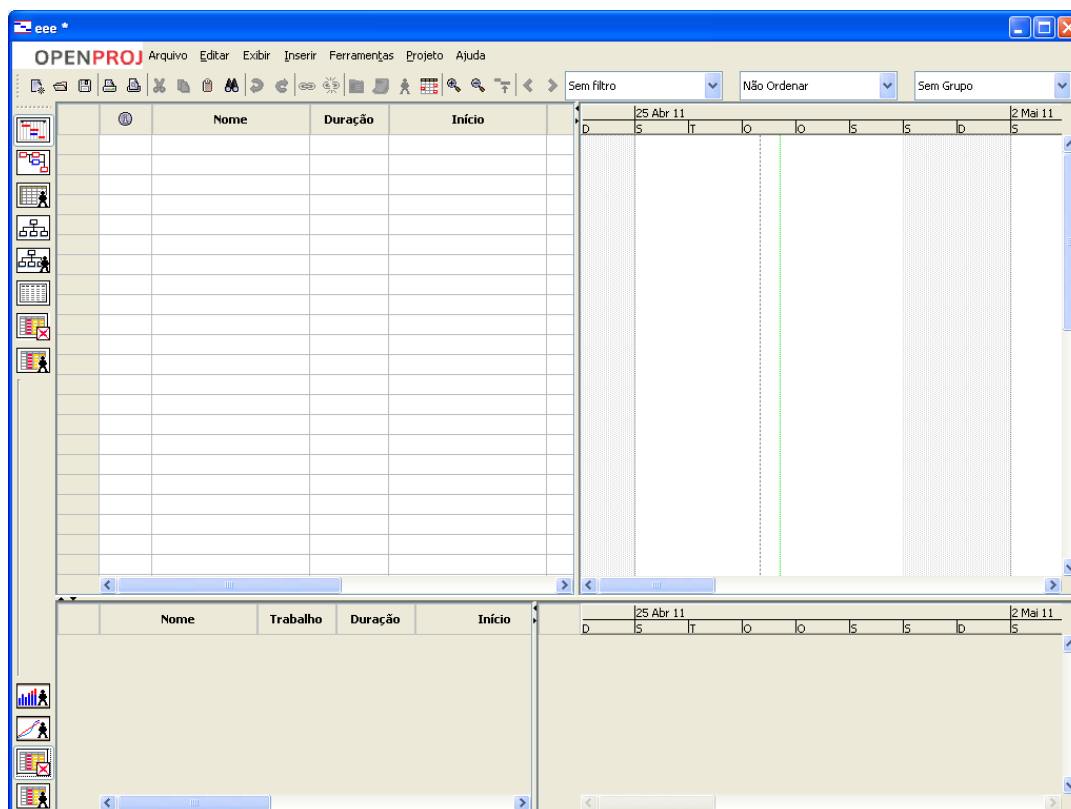 eee *
OPENPROJ Arquivo Editar Exibir Inserir Ferramentas Projeto Ajuda
Sem filtro Não Ordenar Sem Grupo
Nome Duração Início
25 Abr 11 2 Mai 11
D S T Q Q S S D S
Nome Trabalho Duração Início
25 Abr 11 2 Mai 11
D S T Q Q S S D S